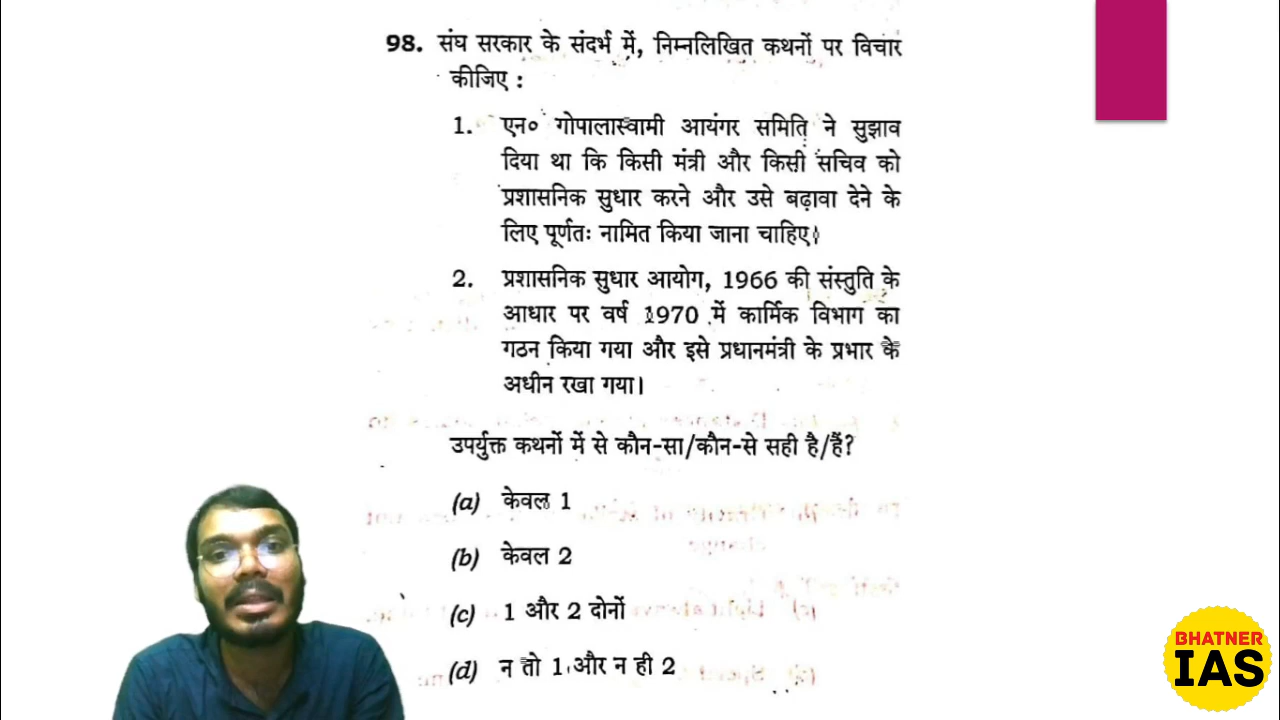 98. संघ सरकार के संदर्भ में, निम्नलिखित कथनों पर विचार
कीजिए :
1. एन० गोपालास्वामी आयंगर समिति ने सुझाव
दिया था कि किसी मंत्री और किसी सचिव को
प्रशासनिक सुधार करने और उसे बढ़ावा देने के
लिए पूर्णतः नामित किया जाना चाहिए।
2. प्रशासनिक सुधार आयोग, 1966 की संस्तुति के
आधार पर वर्ष 1970 में कार्मिक विभाग का
गठन किया गया और इसे प्रधानमंत्री के प्रभार के
अधीन रखा गया।
उपर्युक्त कथनों में से कौन-सा/कौन-से सही है/हैं?
(a) केवल 1
(b) केवल 2
(c) 1 और 2 दोनों
(d) न तो 1 और न ही 2
BHATNER
IAS